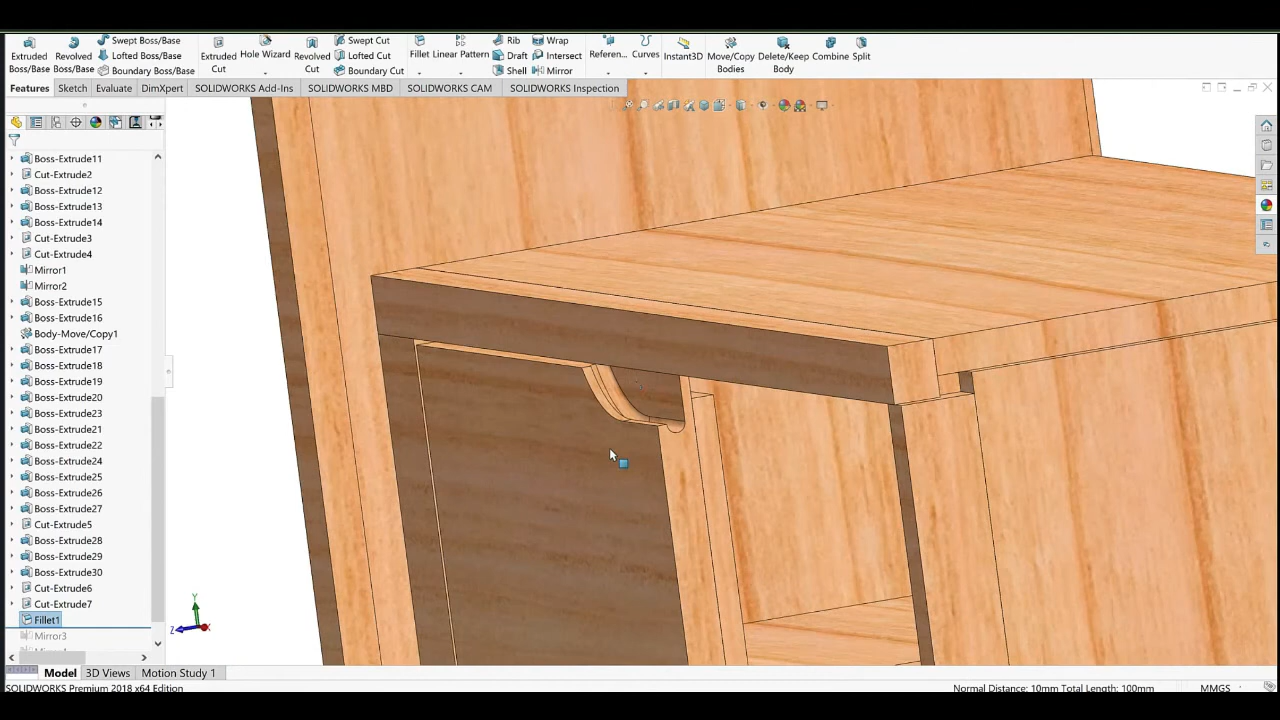 Extruded Boss/Base
Revolved Boss/Base
Swept Boss/Base
Lofted Boss/Base
Boundary Boss/Base
Extruded Cut
Hole Wizard
Revolved Cut
Swept Cut
Lofted Cut
Boundary Cut
Fillet
Linear Pattern
Rib
Draft
Shell
Wrap
Intersect
Mirror
Referen...
Curves
Instant3D
Move/Copy Bodies
Delete/Keep Body
Combine
Split
Features Sketch Evaluate DimXpert SOLIDWORKS Add-Ins SOLIDWORKS MBD SOLIDWORKS CAM SOLIDWORKS Inspection
Boss-Extrude11
Cut-Extrude2
Boss-Extrude12
Boss-Extrude13
Boss-Extrude14
Cut-Extrude3
Cut-Extrude4
Mirror1
Mirror2
Boss-Extrude15
Boss-Extrude16
Body-Move/Copy1
Boss-Extrude17
Boss-Extrude18
Boss-Extrude19
Boss-Extrude20
Boss-Extrude23
Boss-Extrude21
Boss-Extrude22
Boss-Extrude24
Boss-Extrude25
Boss-Extrude26
Boss-Extrude27
Cut-Extrude5
Boss-Extrude28
Boss-Extrude29
Boss-Extrude30
Cut-Extrude6
Cut-Extrude7
Fillet1
Mirror3
Y
Z
X
Model 3D Views Motion Study 1
SOLIDWORKS Premium 2018 x64 Edition Normal Distance: 10mm Total Length: 100mm MMGS